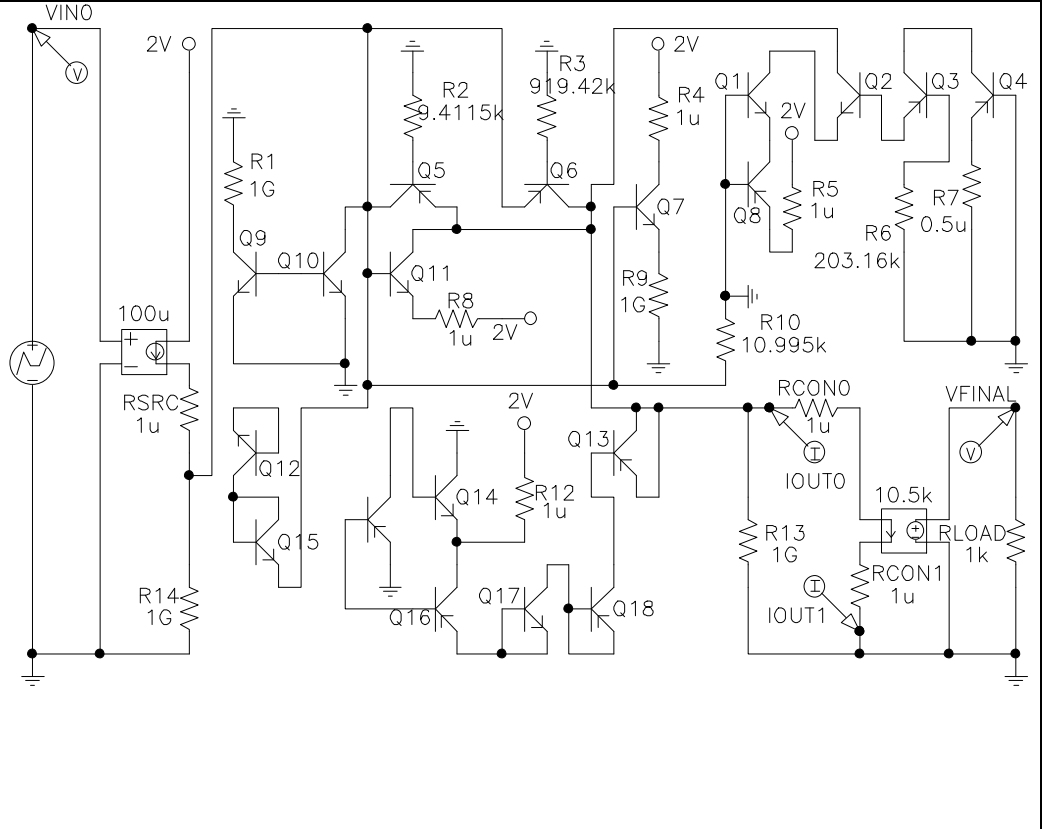 VIN0
V
2V
R1
1G
R2
9.4115k
R3
919.42k
2V
R4
1u
Q1
Q2
Q3
Q4
2V
Q5
Q6
Q7
Q8
R5
1u
R6
203.16k
R7
0.5u
Q9
Q10
Q11
R8
1u
2V
R9
1G
R10
10.995k
100u
+
−
RSRC
1u
Q12
Q15
2V
Q14
R12
1u
Q13
RCON0
1u
I
IOUT0
VFINAL
V
10.5k
+
R13
1G
RLOAD
1k
RCON1
1u
I
IOUT1
R14
1G
Q16
Q17
Q18
+
−